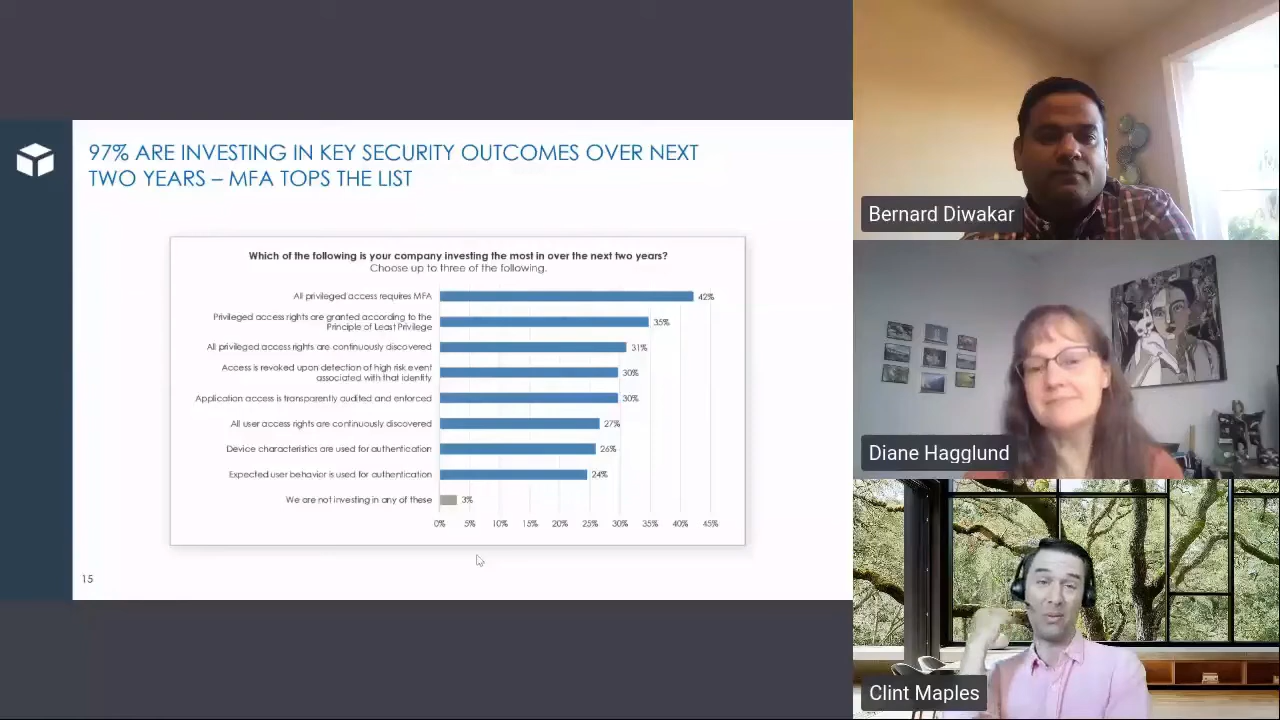 97% ARE INVESTING IN KEY SECURITY OUTCOMES OVER NEXT
TWO YEARS – MFA TOPS THE LIST
Which of the following is your company investing the most in over the next two years?
Choose up to three of the following.
All privileged access requires MFA
42%
Privileged access rights are granted according to the
Principle of Least Privilege
35%
All privileged access rights are continuously discovered
31%
Access is revoked upon detection of high risk event
associated with that identity
30%
Application access is transparently audited and enforced
30%
All user access rights are continuously discovered
27%
Device characteristics are used for authentication
26%
Expected user behavior is used for authentication
24%
We are not investing in any of these
3%
0% 5% 10% 15% 20% 25% 30% 35% 40% 45%
15
Bernard Diwakar
Diane Hagglund
Clint Maples